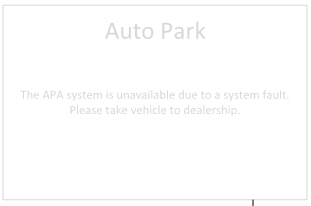 Auto Park
The APA system is unavailable due to a system fault.
Please take vehicle to dealership.